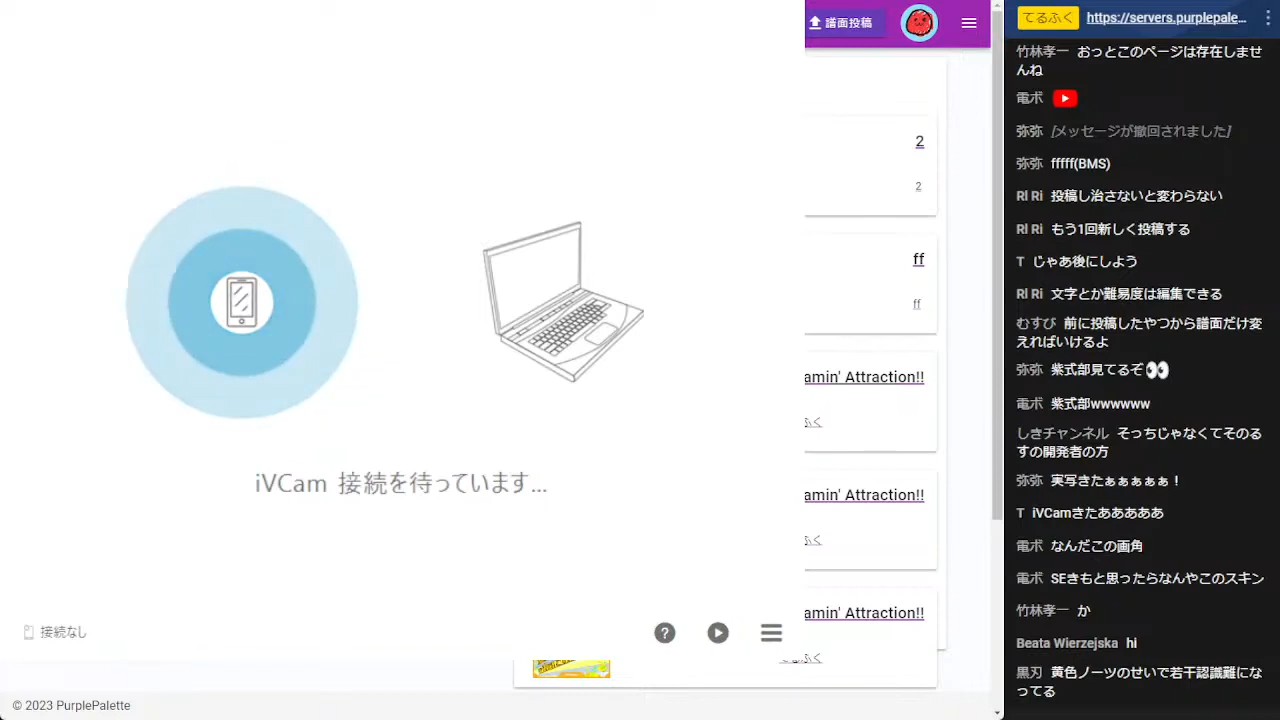 譜面投稿
2
2
ff
ff
amin' Attraction!!
ふく
amin' Attraction!!
ふく
amin' Attraction!!
iVCam 接続を待っています...
接続なし
© 2023 PurplePalette
てるふく
https://servers.purplepale...
竹林孝一 おっとこのページは存在しませ
んね
電ボ
弥弥 [メッセージが撤回されました]
弥弥 fffff(BMS)
Rl Ri 投稿し治さないと変わらない
Rl Ri もう1回新しく投稿する
T じゃあ後にしよう
Rl Ri 文字とか難易度は編集できる
むすび 前に投稿したやつから譜面だけ変
えればいけるよ
弥弥 紫式部見てるぞ👀
電ボ 紫式部wwwwww
しきチャンネル そっちじゃなくてそのる
すの開発者の方
弥弥 実写きたぁぁぁぁぁ！
T iVCamきたあああああ
電ボ なんだこの画角
電ボ SEきもと思ったらなんやこのスキン
竹林孝一 か
Beata Wierzejska hi
黒刃 黄色ノーツのせいで若干認識難にな
ってる